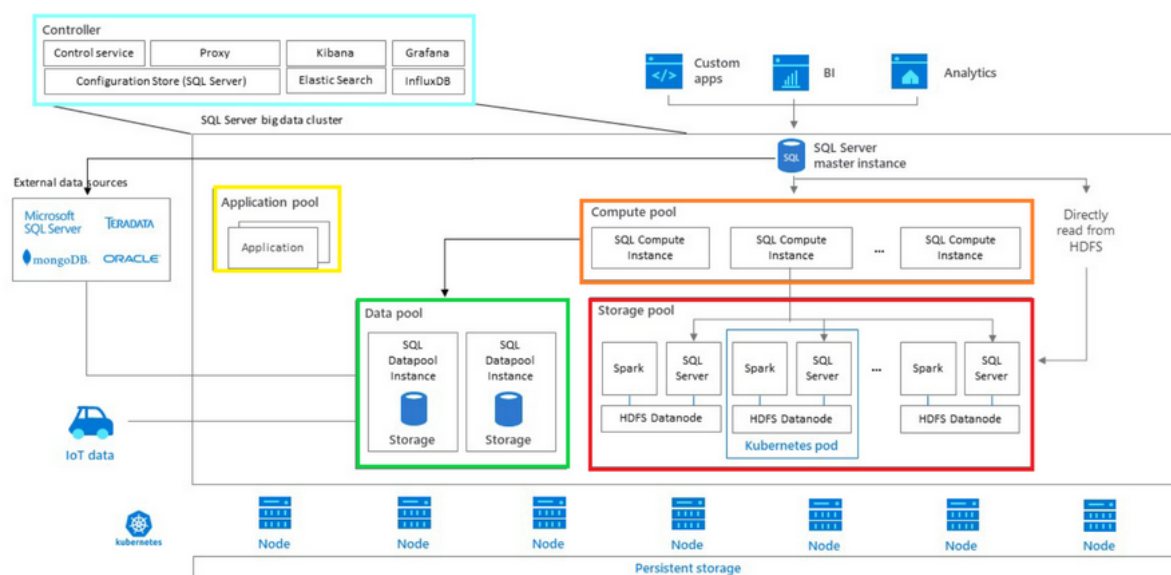 Controller
Control service
Proxy
Kibana
Grafana
Configuration Store (SQL Server)
Elastic Search
InfluxDB
Custom
apps
BI
Analytics
SQL Server big data cluster
SQL
SQL Server
master instance
External data sources
Microsoft
SQL Server
TERADATA
mongoDB.
ORACLE
Application pool
Application
Compute pool
SQL Compute
Instance
SQL Compute
Instance
...
SQL Compute
Instance
Directly
read from
HDFS
Data pool
SQL
Datapool
Instance
Storage
SQL
Datapool
Instance
Storage
Storage pool
Spark
SQL
Server
HDFS Datanode
Spark
SQL
Server
HDFS Datanode
Kubernetes pod
...
Spark
SQL
Server
HDFS Datanode
IoT data
kubernetes
Node
Node
Node
Node
Node
Node
Node
Persistent storage